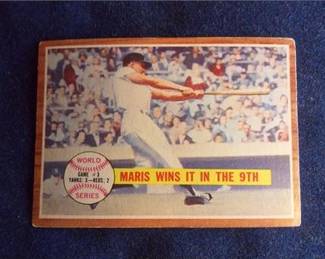 WORLD
GAME #3
YANKS: 3—REDS, 2
SERIES
MARIS WINS IT IN THE 9TH